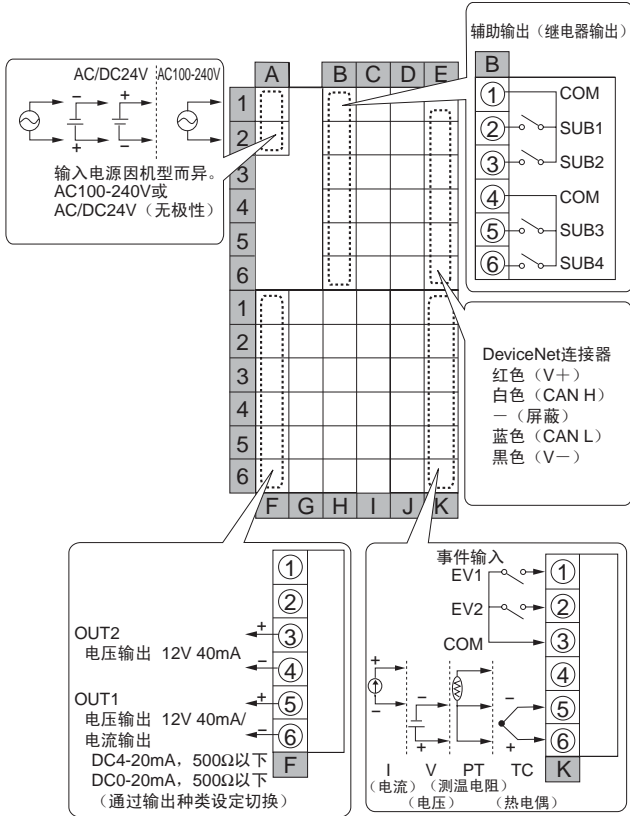 AC/DC24V AC100-240V
－ ＋
＋ －
输入电源因机型而异。
AC100-240V或
AC/DC24V（无极性）
A B C D E
1
2
3
4
5
6
1
2
3
4
5
6
F G H I J K
辅助输出（继电器输出）
B
① COM
② SUB1
③ SUB2
④ COM
⑤ SUB3
⑥ SUB4
DeviceNet连接器
红色（V＋）
白色（CAN H）
－（屏蔽）
蓝色（CAN L）
黑色（V－）
①
②
OUT2 + ③
电压输出 12V 40mA － ④
OUT1 + ⑤
电压输出 12V 40mA/ － ⑥
电流输出
DC4-20mA，500Ω以下 F
DC0-20mA，500Ω以下
（通过输出种类设定切换）
事件输入
EV1 ①
EV2 ②
COM ③
④
+ － － ⑤
－ + + ⑥
I V PT TC K
（电流）（测温电阻）
（电压） （热电偶）